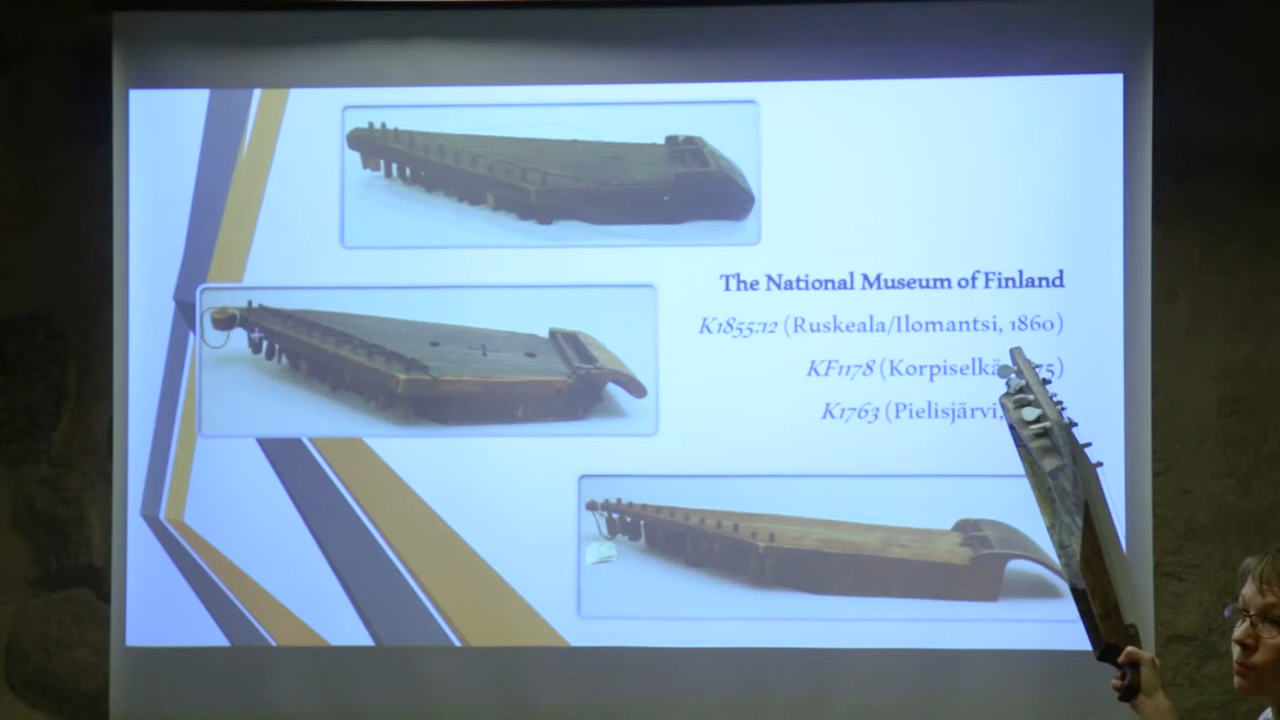 The National Museum of Finland
K1855:12 (Ruskeala/Ilomantsi, 1860)
KF1178 (Korpiselkä
K1763 (Pielisjärvi,